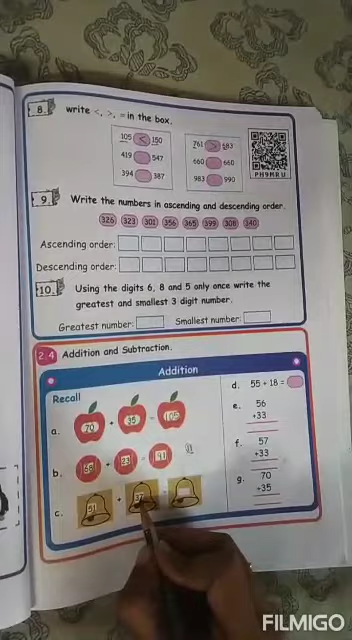 8. write <, >, = in the box.
105 < 150
761 > 683
419 547
660 660
394 387
983 990
PH9MRU
9. Write the numbers in ascending and descending order.
326 323 301 356 365 399 308 340
Ascending order:
Descending order:
10. Using the digits 6, 8 and 5 only once write the
greatest and smallest 3 digit number.
Greatest number: Smallest number:
2.4 Addition and Subtraction.
Addition
Recall
a. 70 + 35 = 105
b. 68 + 23 = 91
c. 51 +
d. 55 + 18 =
e. 56
+33
f. 57
+33
g. 70
+35
FILMIGO